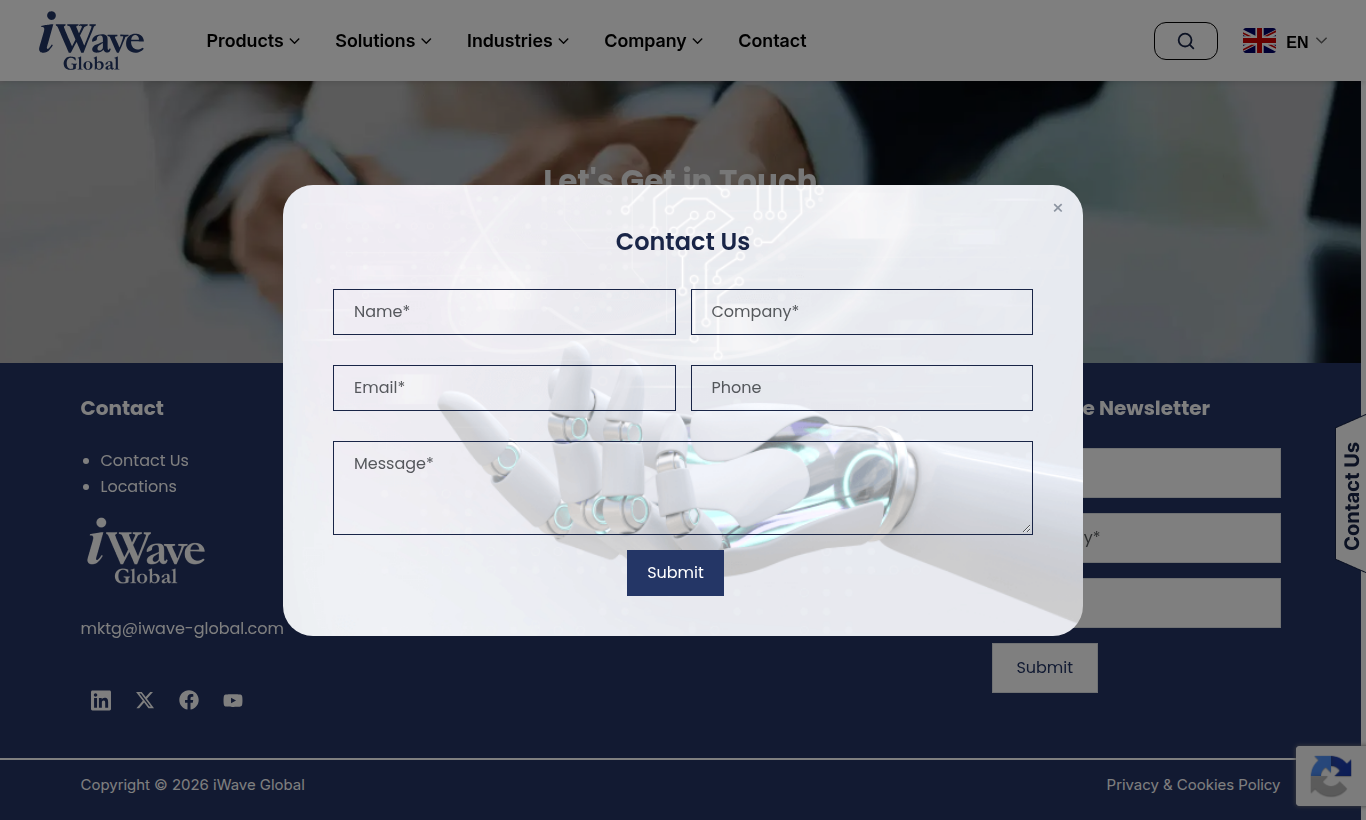 iWave
Global
Products
Solutions
Industries
Company
Contact
EN
Let's Get in Touch
×
Contact Us
Name*
Company*
Email*
Phone
Message*
Submit
Contact
Contact Us
Locations
iWave
Global
mktg@iwave-global.com
Newsletter
Submit
Contact Us
Copyright © 2026 iWave Global
Privacy & Cookies Policy